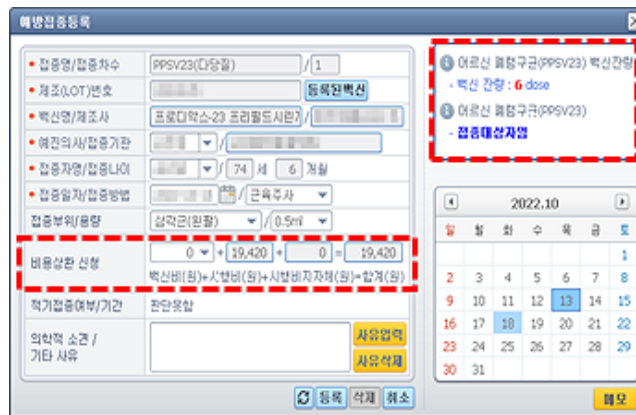 예방접종등록
• 접종명/접종차수 PPSV23(다당질) / 1
• 제조(LOT)번호 등록된백신
• 백신명/제조사 프로디악스-23 프리필드시린지 /
• 예진의사/접종기관 /
• 접종자명/접종나이 / 74 세 6 개월
• 접종일자/접종방법 / 근육주사
접종부위/용량 삼각근(왼팔) / 0.5ml
비용상환 신청 0 + 19,420 + 0 = 19,420
백신비(원)+시행비(원)+시행비지자체(원)=합계(원)
적기접종여부/기간 판단못함
의학적 소견 /
기타 사유
사유입력
사유삭제
등록 삭제 취소
어르신 폐렴구균(PPSV23) 백신잔량
- 백신 잔량 : 6 dose
어르신 폐렴구균(PPSV23)
- 접종대상자임
2022.10
일 월 화 수 목 금 토
1
2 3 4 5 6 7 8
9 10 11 12 13 14 15
16 17 18 19 20 21 22
23 24 25 26 27 28 29
30 31
메모